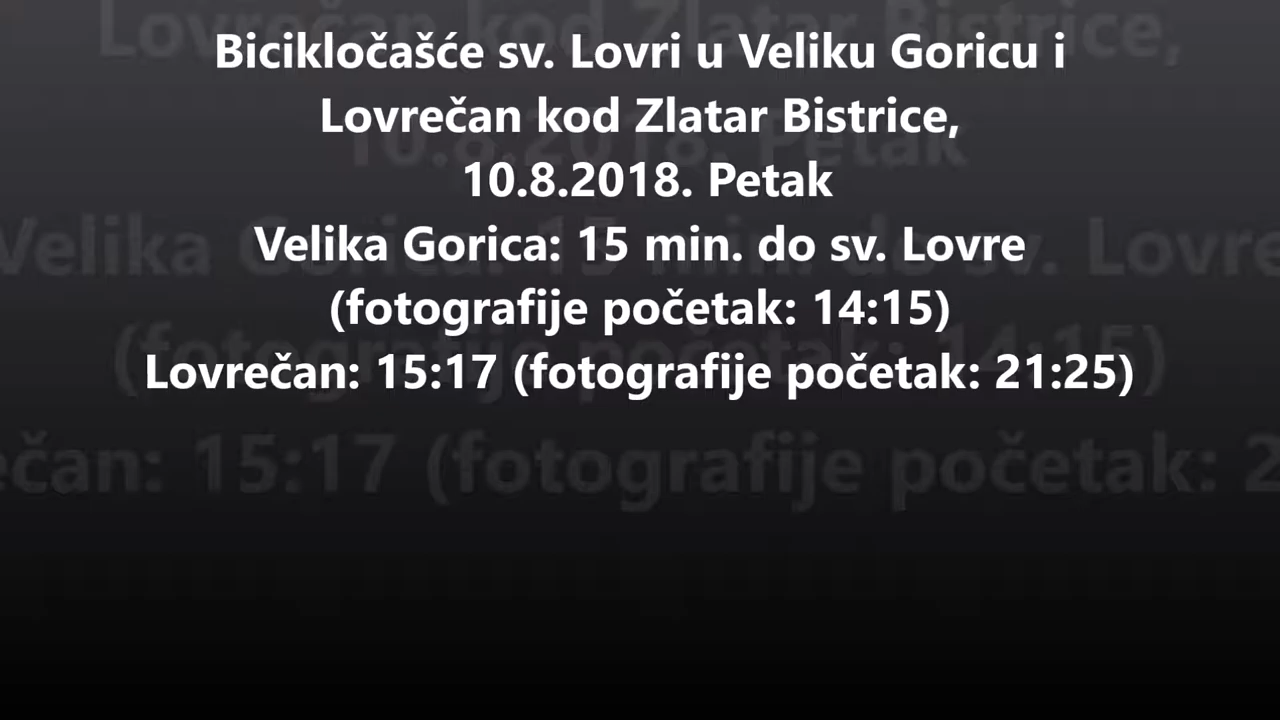 Bicikločašće sv. Lovri u Veliku Goricu i
Lovrečan kod Zlatar Bistrice,
10.8.2018. Petak
Velika Gorica: 15 min. do sv. Lovre
(fotografije početak: 14:15)
Lovrečan: 15:17 (fotografije početak: 21:25)